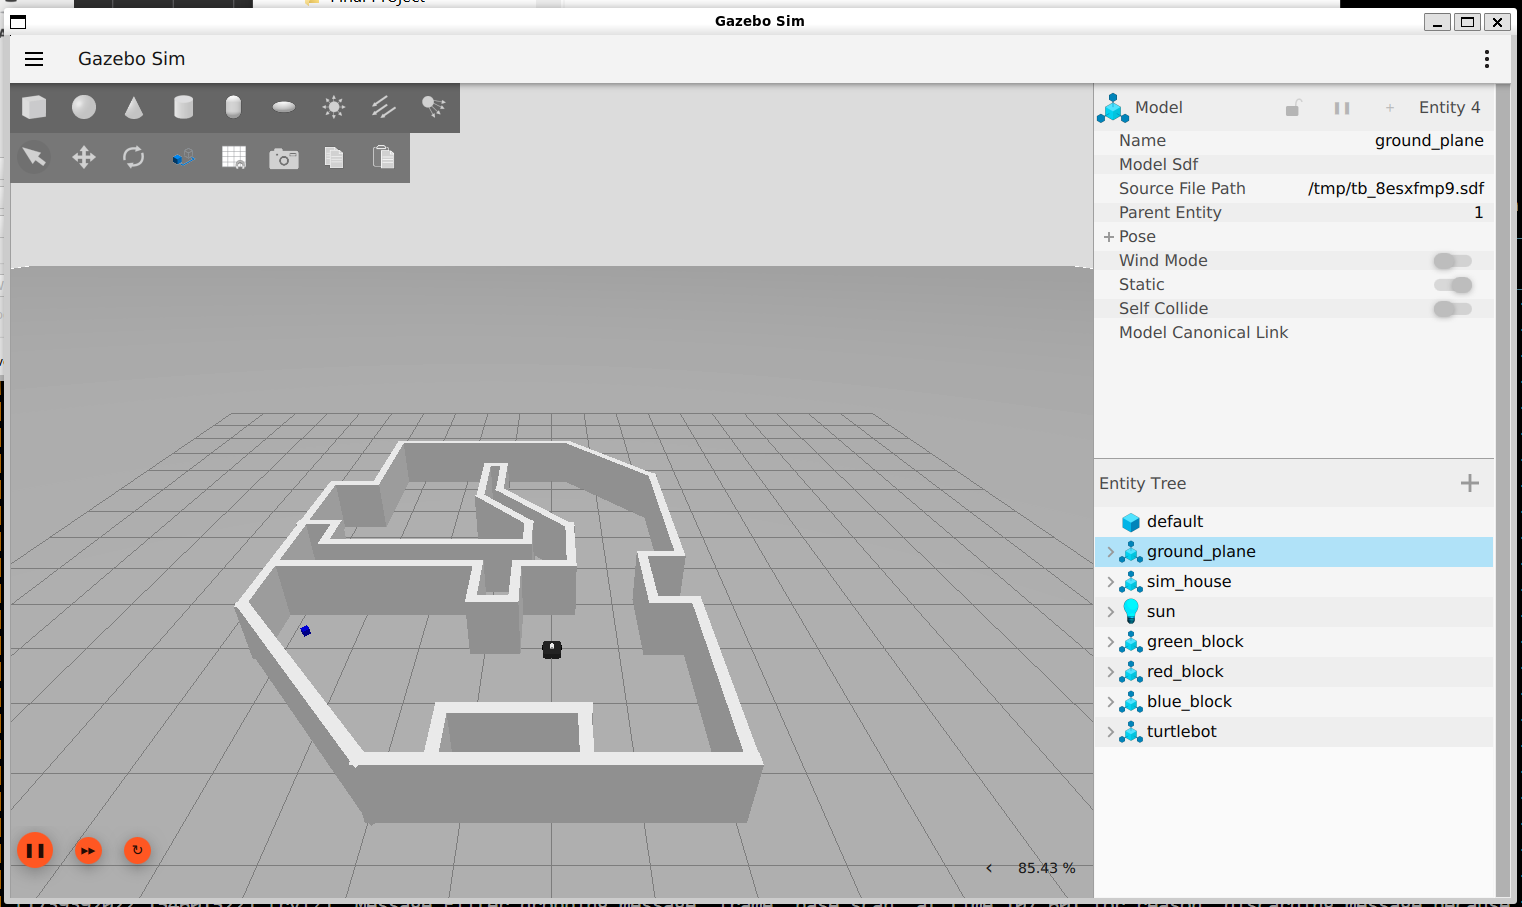 Final Project
Gazebo Sim
Gazebo Sim
Model
Entity 4
Name ground_plane
Model Sdf
Source File Path /tmp/tb_8esxfmp9.sdf
Parent Entity 1
Pose
Wind Mode
Static
Self Collide
Model Canonical Link
Entity Tree
default
ground_plane
sim_house
sun
green_block
red_block
blue_block
turtlebot
85.43 %